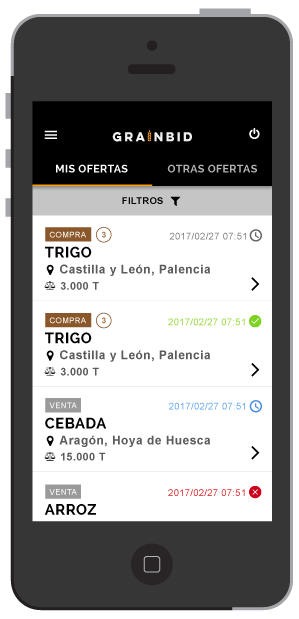 GRAINBID
MIS OFERTAS OTRAS OFERTAS
FILTROS
COMPRA 3 2017/02/27 07:51
TRIGO
Castilla y León, Palencia
3.000 T
COMPRA 3 2017/02/27 07:51
TRIGO
Castilla y León, Palencia
3.000 T
VENTA 2017/02/27 07:51
CEBADA
Aragón, Hoya de Huesca
15.000 T
VENTA 2017/02/27 07:51
ARROZ